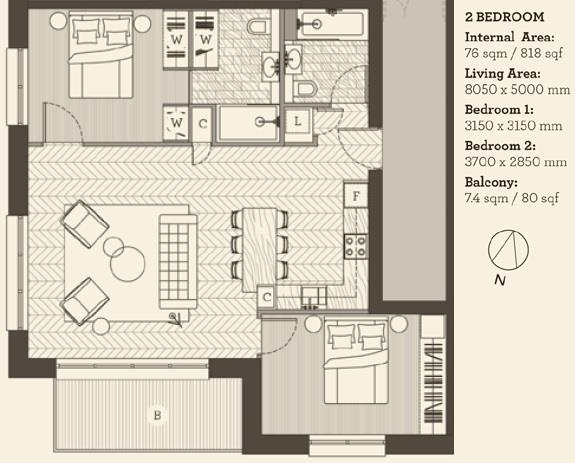 W
W
W
C
L
F
C
B
2 BEDROOM
Internal Area:
76 sqm / 818 sqf
Living Area:
8050 x 5000 mm
Bedroom 1:
3150 x 3150 mm
Bedroom 2:
3700 x 2850 mm
Balcony:
7.4 sqm / 80 sqf
N